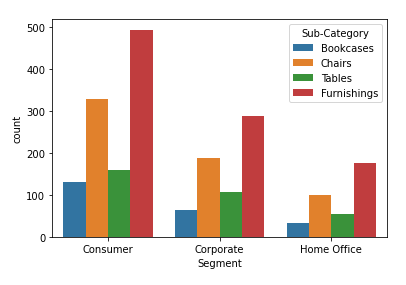 Sub-Category
Bookcases
Chairs
Tables
Furnishings
500
400
300
200
100
0
count
Consumer
Corporate
Home Office
Segment